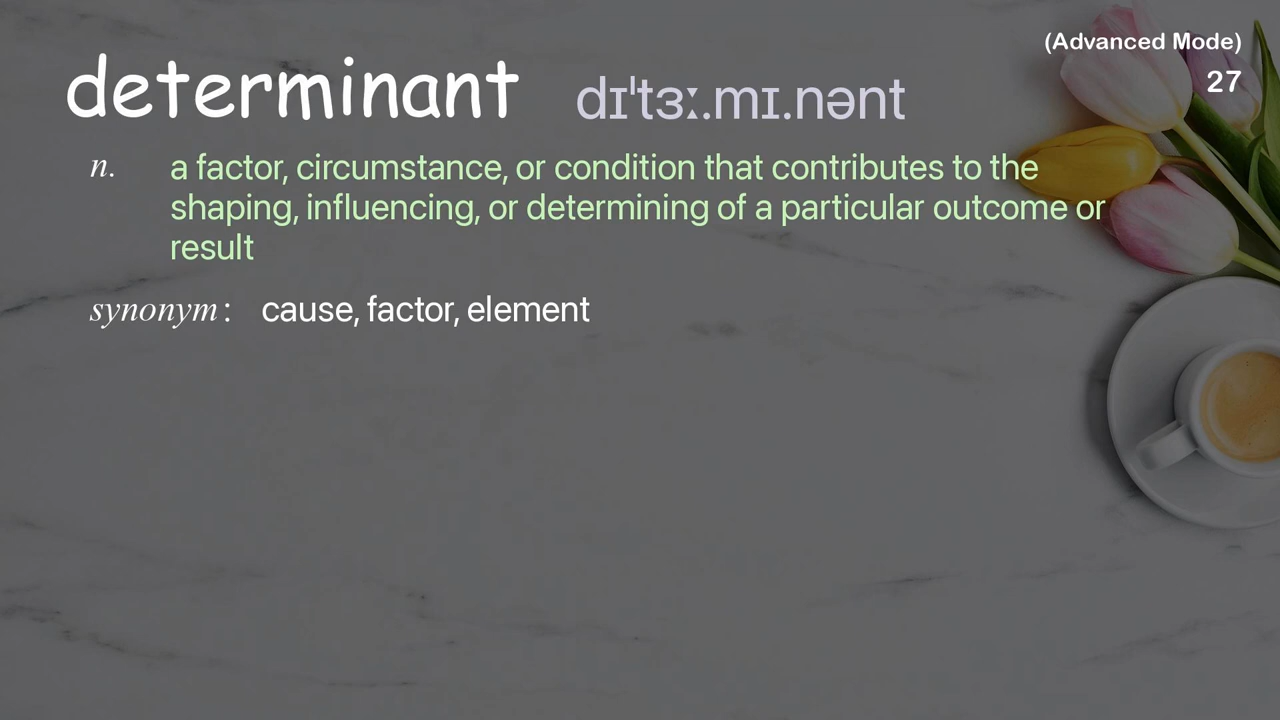 (Advanced Mode)
27
determinant dɪˈtɜː.mɪ.nənt
n. a factor, circumstance, or condition that contributes to the
shaping, influencing, or determining of a particular outcome or
result
synonym: cause, factor, element